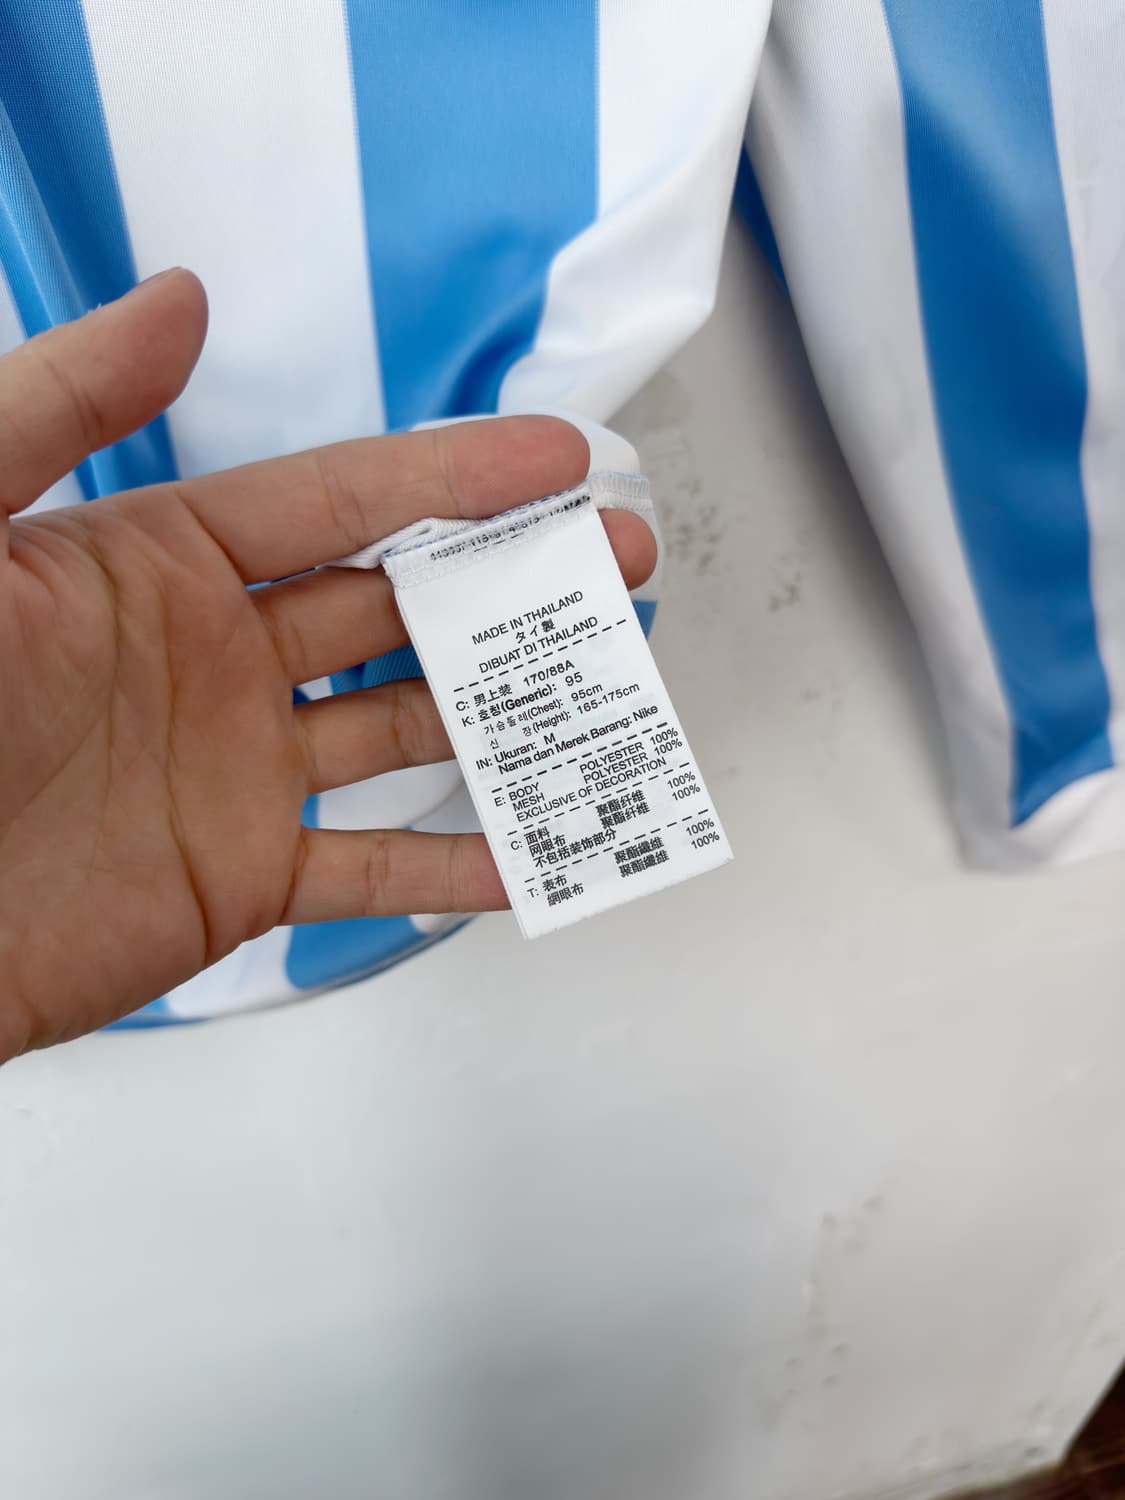 MADE IN THAILAND
タイ製
DIBUAT DI THAILAND
C: 男上装 170/88A
K: 호칭(Generic): 95
가슴둘레(Chest): 95cm
신 장(Height): 165-175cm
IN: Ukuran: M
Nama dan Merek Barang: Nike
E: BODY POLYESTER 100%
MESH POLYESTER 100%
EXCLUSIVE OF DECORATION
C: 面料 聚酯纤维 100%
网眼布 聚酯纤维 100%
不包括装饰部分
T: 表布 聚酯纖維 100%
網眼布 聚酯纖維 100%